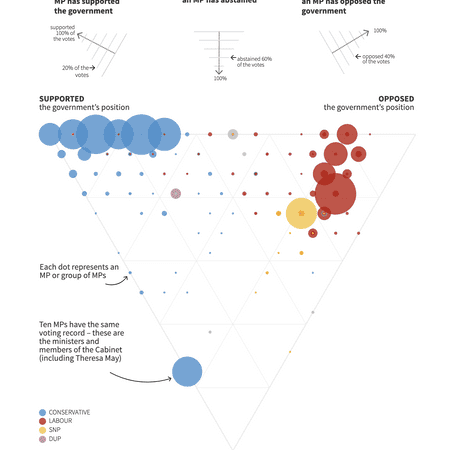 MP has supported
the government
an MP has abstained
an MP has opposed the
government
supported
100% of
the votes
20% of the
votes
abstained 60%
of the votes
100%
100%
opposed 40%
of the votes
SUPPORTED
the government's position
OPPOSED
the government's position
Each dot represents an
MP or group of MPs
Ten MPs have the same
voting record – these are
the ministers and
members of the Cabinet
(including Theresa May)
CONSERVATIVE
LABOUR
SNP
DUP